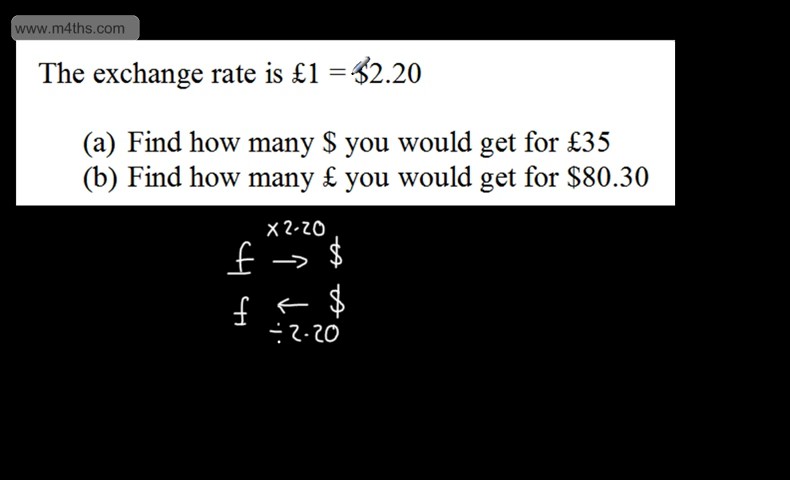 www.m4ths.com
The exchange rate is £1 = $2.20
(a) Find how many $ you would get for £35
(b) Find how many £ you would get for $80.30
×2.20
£ → $
£ ← $
÷2.20